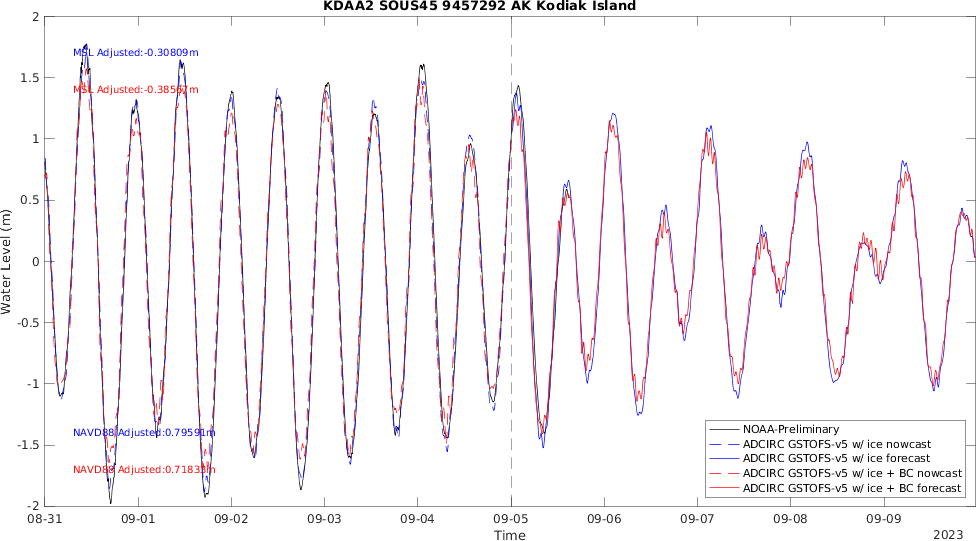 KDAA2 SOUS45 9457292 AK Kodiak Island
2
1.5
1
0.5
0
-0.5
-1
-1.5
-2
Water Level (m)
MSL Adjusted:-0.30809m
MSL Adjusted:-0.38567m
NAVD88 Adjusted:0.79591m
NAVD88 Adjusted:0.71833m
NOAA-Preliminary
ADCIRC GSTOFS-v5 w/ ice nowcast
ADCIRC GSTOFS-v5 w/ ice forecast
ADCIRC GSTOFS-v5 w/ ice + BC nowcast
ADCIRC GSTOFS-v5 w/ ice + BC forecast
08-31 09-01 09-02 09-03 09-04 09-05 09-06 09-07 09-08 09-09
Time
2023